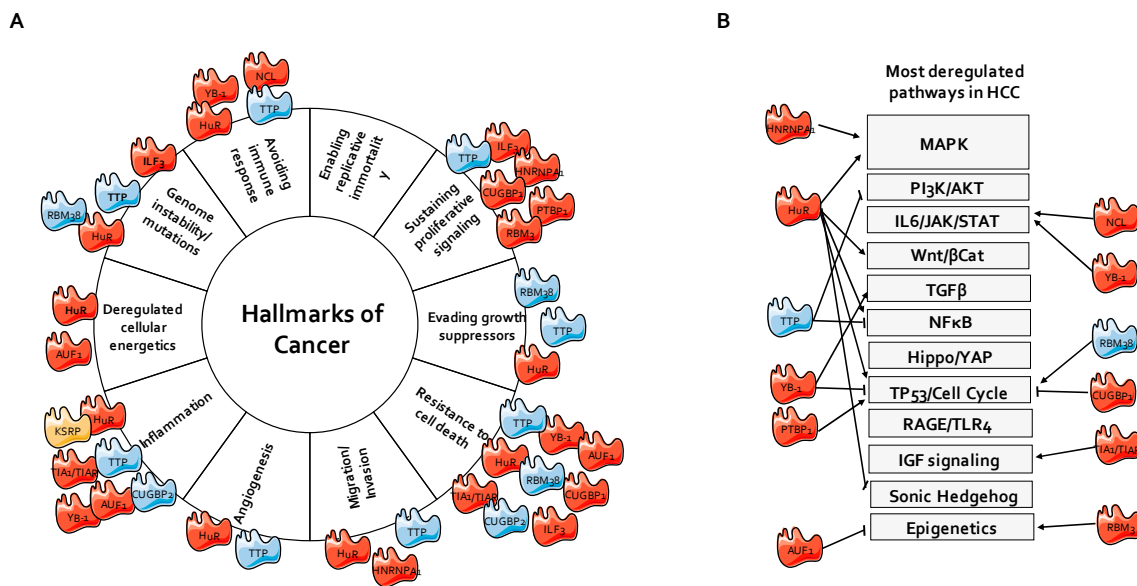 A
Hallmarks of
Cancer
Avoiding
immune
response
NCL
YB-1
TTP
HuR
Enabling
replicative
immortalit
y
Sustaining
proliferative
signaling
TTP
ILF3
HNRNPA1
CUGBP1
PTBP1
RBM3
Evading growth
suppressors
RBM38
TTP
HuR
Resistance to
cell death
TTP
YB-1
AUF1
HuR
RBM38
CUGBP1
TIA1/TIAR
CUGBP2
ILF3
Migration/
Invasion
TTP
HuR
HNRNPA1
Angiogenesis
HuR
TTP
Inflammation
HuR
KSRP
TTP
TIA1/TIAR
CUGBP2
AUF1
YB-1
Deregulated
cellular
energetics
HuR
AUF1
Genome
instability/
mutations
ILF3
TTP
RBM38
HuR
B
Most deregulated
pathways in HCC
MAPK
PI3K/AKT
IL6/JAK/STAT
Wnt/βCat
TGFβ
NFκB
Hippo/YAP
TP53/Cell Cycle
RAGE/TLR4
IGF signaling
Sonic Hedgehog
Epigenetics
HNRNPA1
HuR
TTP
YB-1
PTBP1
AUF1
NCL
YB-1
RBM38
CUGBP1
TIA1/TIAR
RBM3